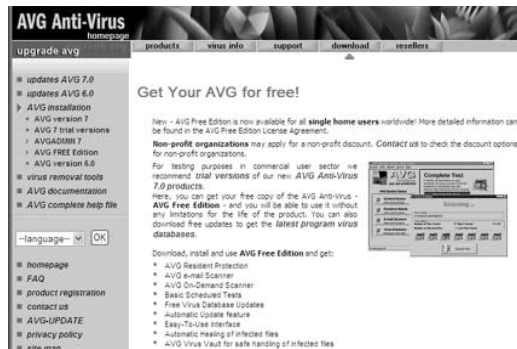 AVG Anti-Virus
homepage
products virus info support download resellers
upgrade avg
updates AVG 7.0
updates AVG 6.0
AVG installation
AVG version 7
AVG 7 trial versions
AVGADMIN 7
AVG FREE Edition
AVG version 6.0
virus removal tools
AVG documentation
AVG complete help file
--language-- OK
homepage
FAQ
product registration
contact us
AVG-UPDATE
privacy policy
site map
Get Your AVG for free!
New - AVG Free Edition is now available for all single home users worldwide! More detailed information can
be found in the AVG Free Edition License Agreement.
Non-profit organizations may apply for a non-profit discount. Contact us to check the discount options
for non-profit organizations.
For testing purposes in commercial user sector we
recommend trial versions of our new AVG Anti-Virus
7.0 products.
Here, you can get your free copy of the AVG Anti-Virus -
AVG Free Edition - and you will be able to use it without
any limitations for the life of the product. You can also
download free updates to get the latest program virus
databases.
AVG
Complete Test
Scanning ...
Download, install and use AVG Free Edition and get:
AVG Resident Protection
AVG e-mail Scanner
AVG On-Demand Scanner
Basic Scheduled Tests
Free Virus Database Updates
Automatic Update feature
Easy-To-Use Interface
Automatic Healing of infected files
AVG Virus Vault for safe handling of infected files